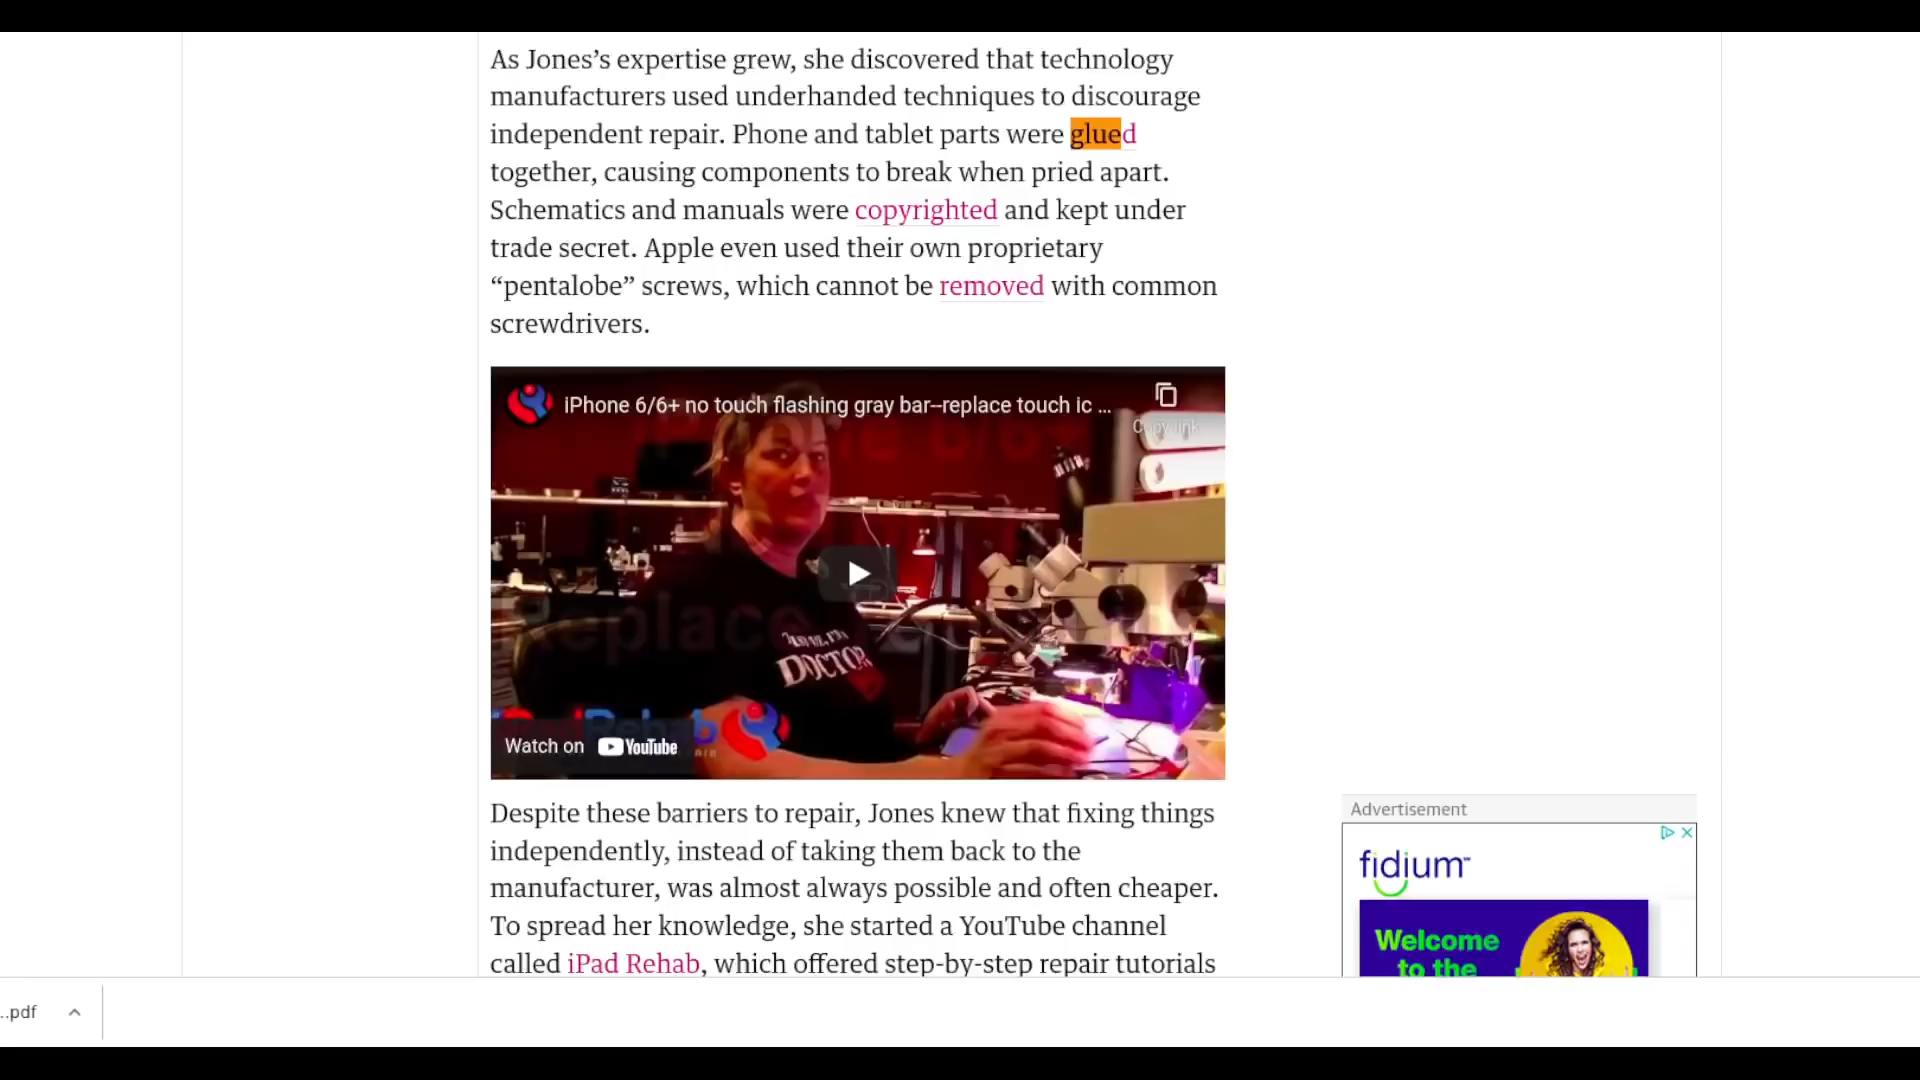 As Jones’s expertise grew, she discovered that technology
manufacturers used underhanded techniques to discourage
independent repair. Phone and tablet parts were glued
together, causing components to break when pried apart.
Schematics and manuals were copyrighted and kept under
trade secret. Apple even used their own proprietary
“pentalobe” screws, which cannot be removed with common
screwdrivers.
iPhone 6/6+ no touch flashing gray bar--replace touch ic ...
Copy link
Replace
DOCTOR
Watch on YouTube
Despite these barriers to repair, Jones knew that fixing things
independently, instead of taking them back to the
manufacturer, was almost always possible and often cheaper.
To spread her knowledge, she started a YouTube channel
called iPad Rehab, which offered step-by-step repair tutorials
Advertisement
fidium™
Welcome
to the
...pdf